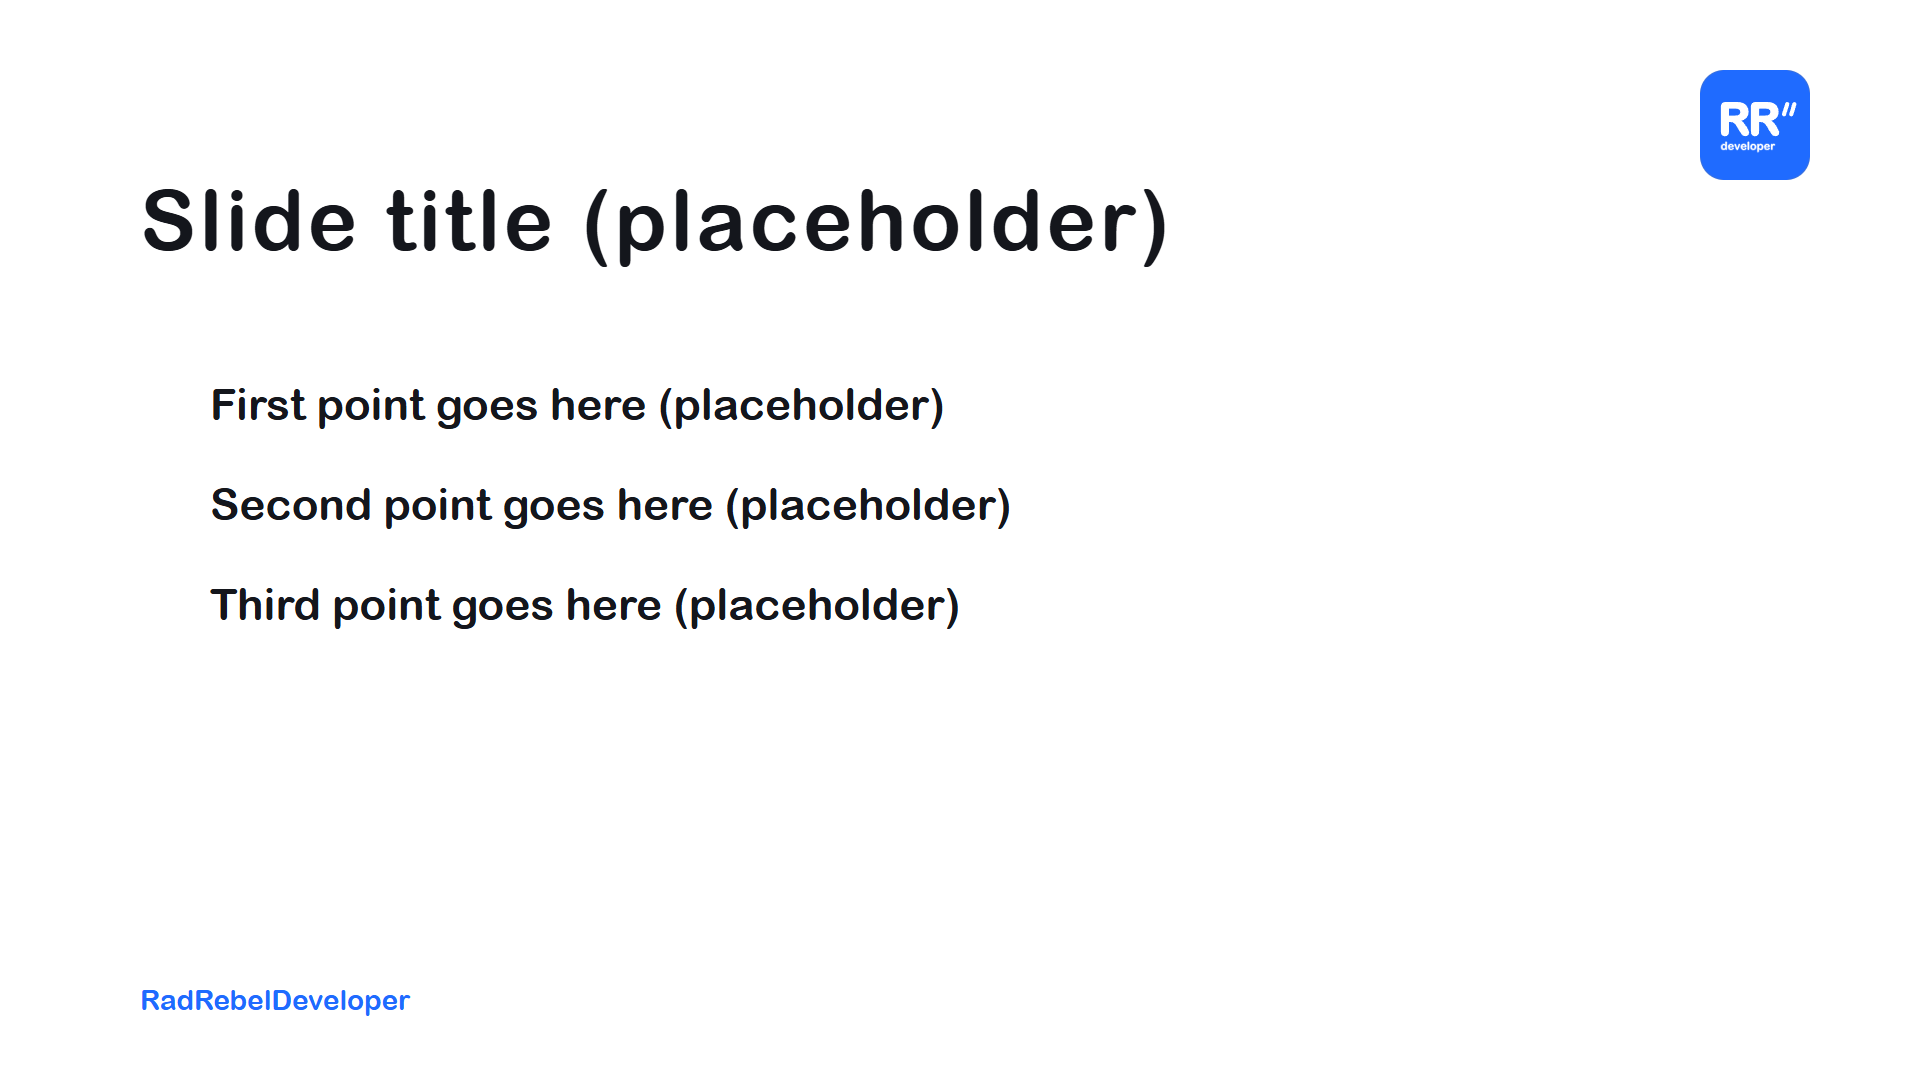 RR"
developer
Slide title (placeholder)
First point goes here (placeholder)
Second point goes here (placeholder)
Third point goes here (placeholder)
RadRebelDeveloper